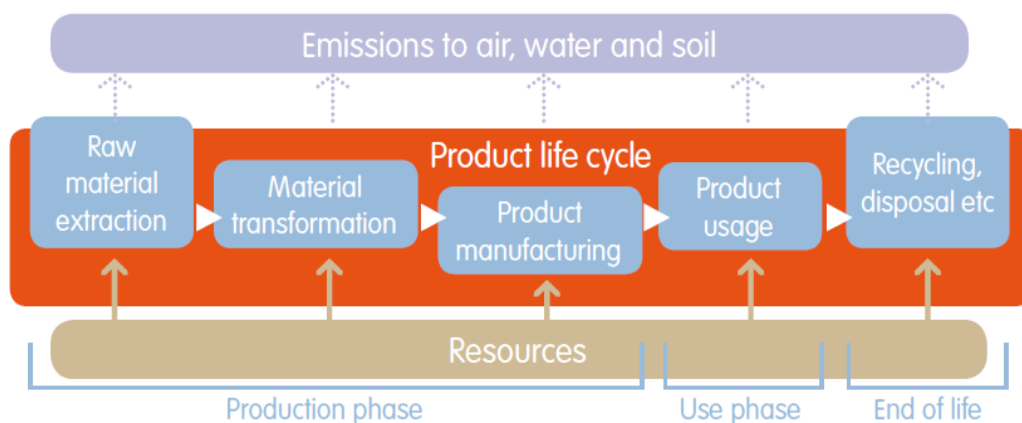 Emissions to air, water and soil
Product life cycle
Raw
material
extraction
Material
transformation
Product
manufacturing
Product
usage
Recycling,
disposal etc
Resources
Production phase
Use phase
End of life